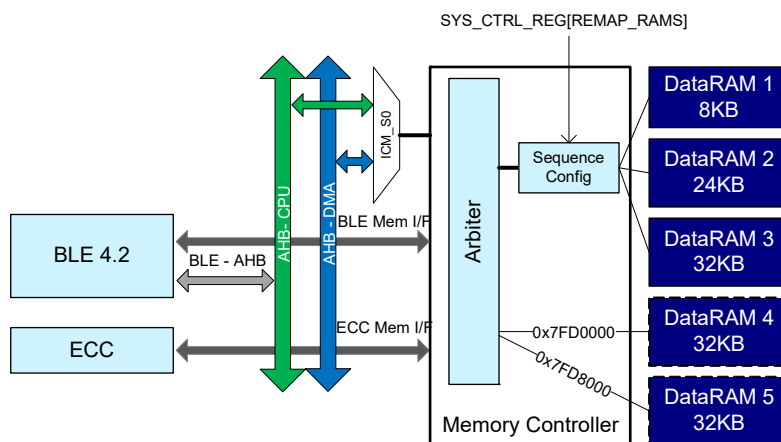 SYS_CTRL_REG[REMAP_RAMS]
DataRAM 1
8KB
ICM_S0
Sequence
Config
DataRAM 2
24KB
AHB- CPU
AHB - DMA
Arbiter
BLE Mem I/F
DataRAM 3
32KB
BLE 4.2
BLE - AHB
DataRAM 4
32KB
0x7FD0000
ECC Mem I/F
ECC
0x7FD8000
DataRAM 5
32KB
Memory Controller